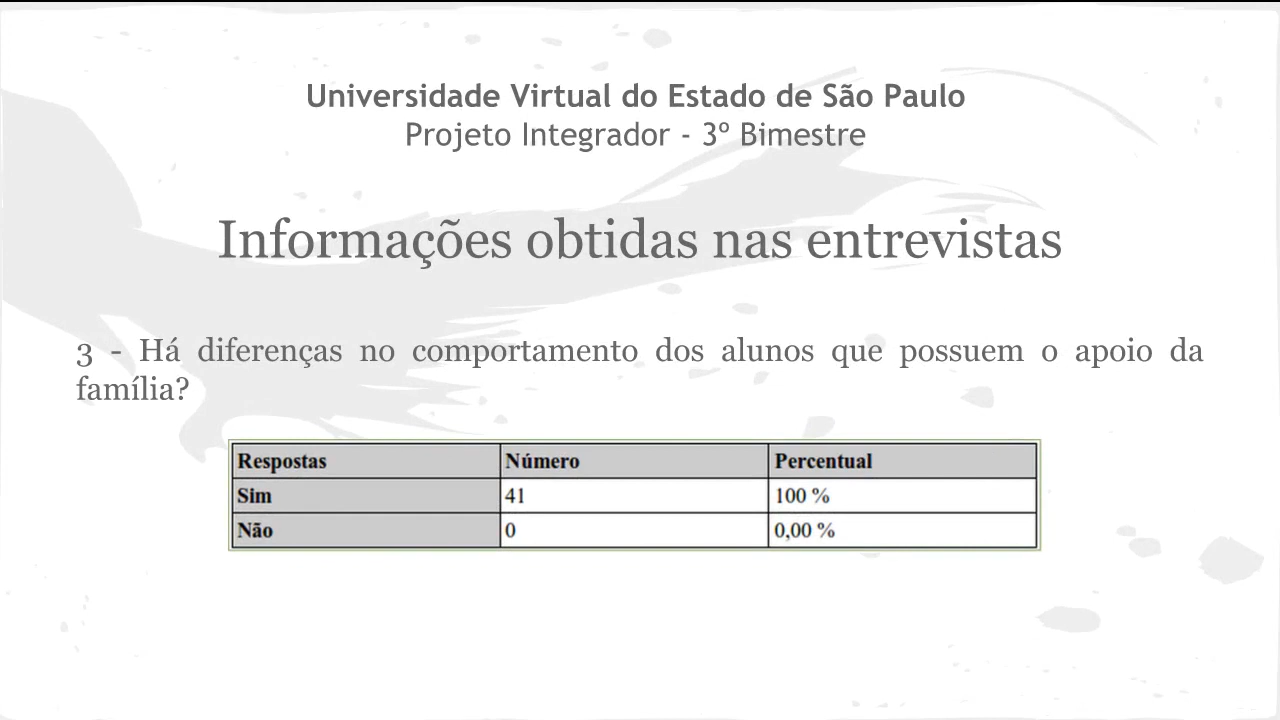 Universidade Virtual do Estado de São Paulo
Projeto Integrador - 3º Bimestre
Informações obtidas nas entrevistas
3 - Há diferenças no comportamento dos alunos que possuem o apoio da
família?
Respostas Número Percentual
Sim 41 100 %
Não 0 0,00 %